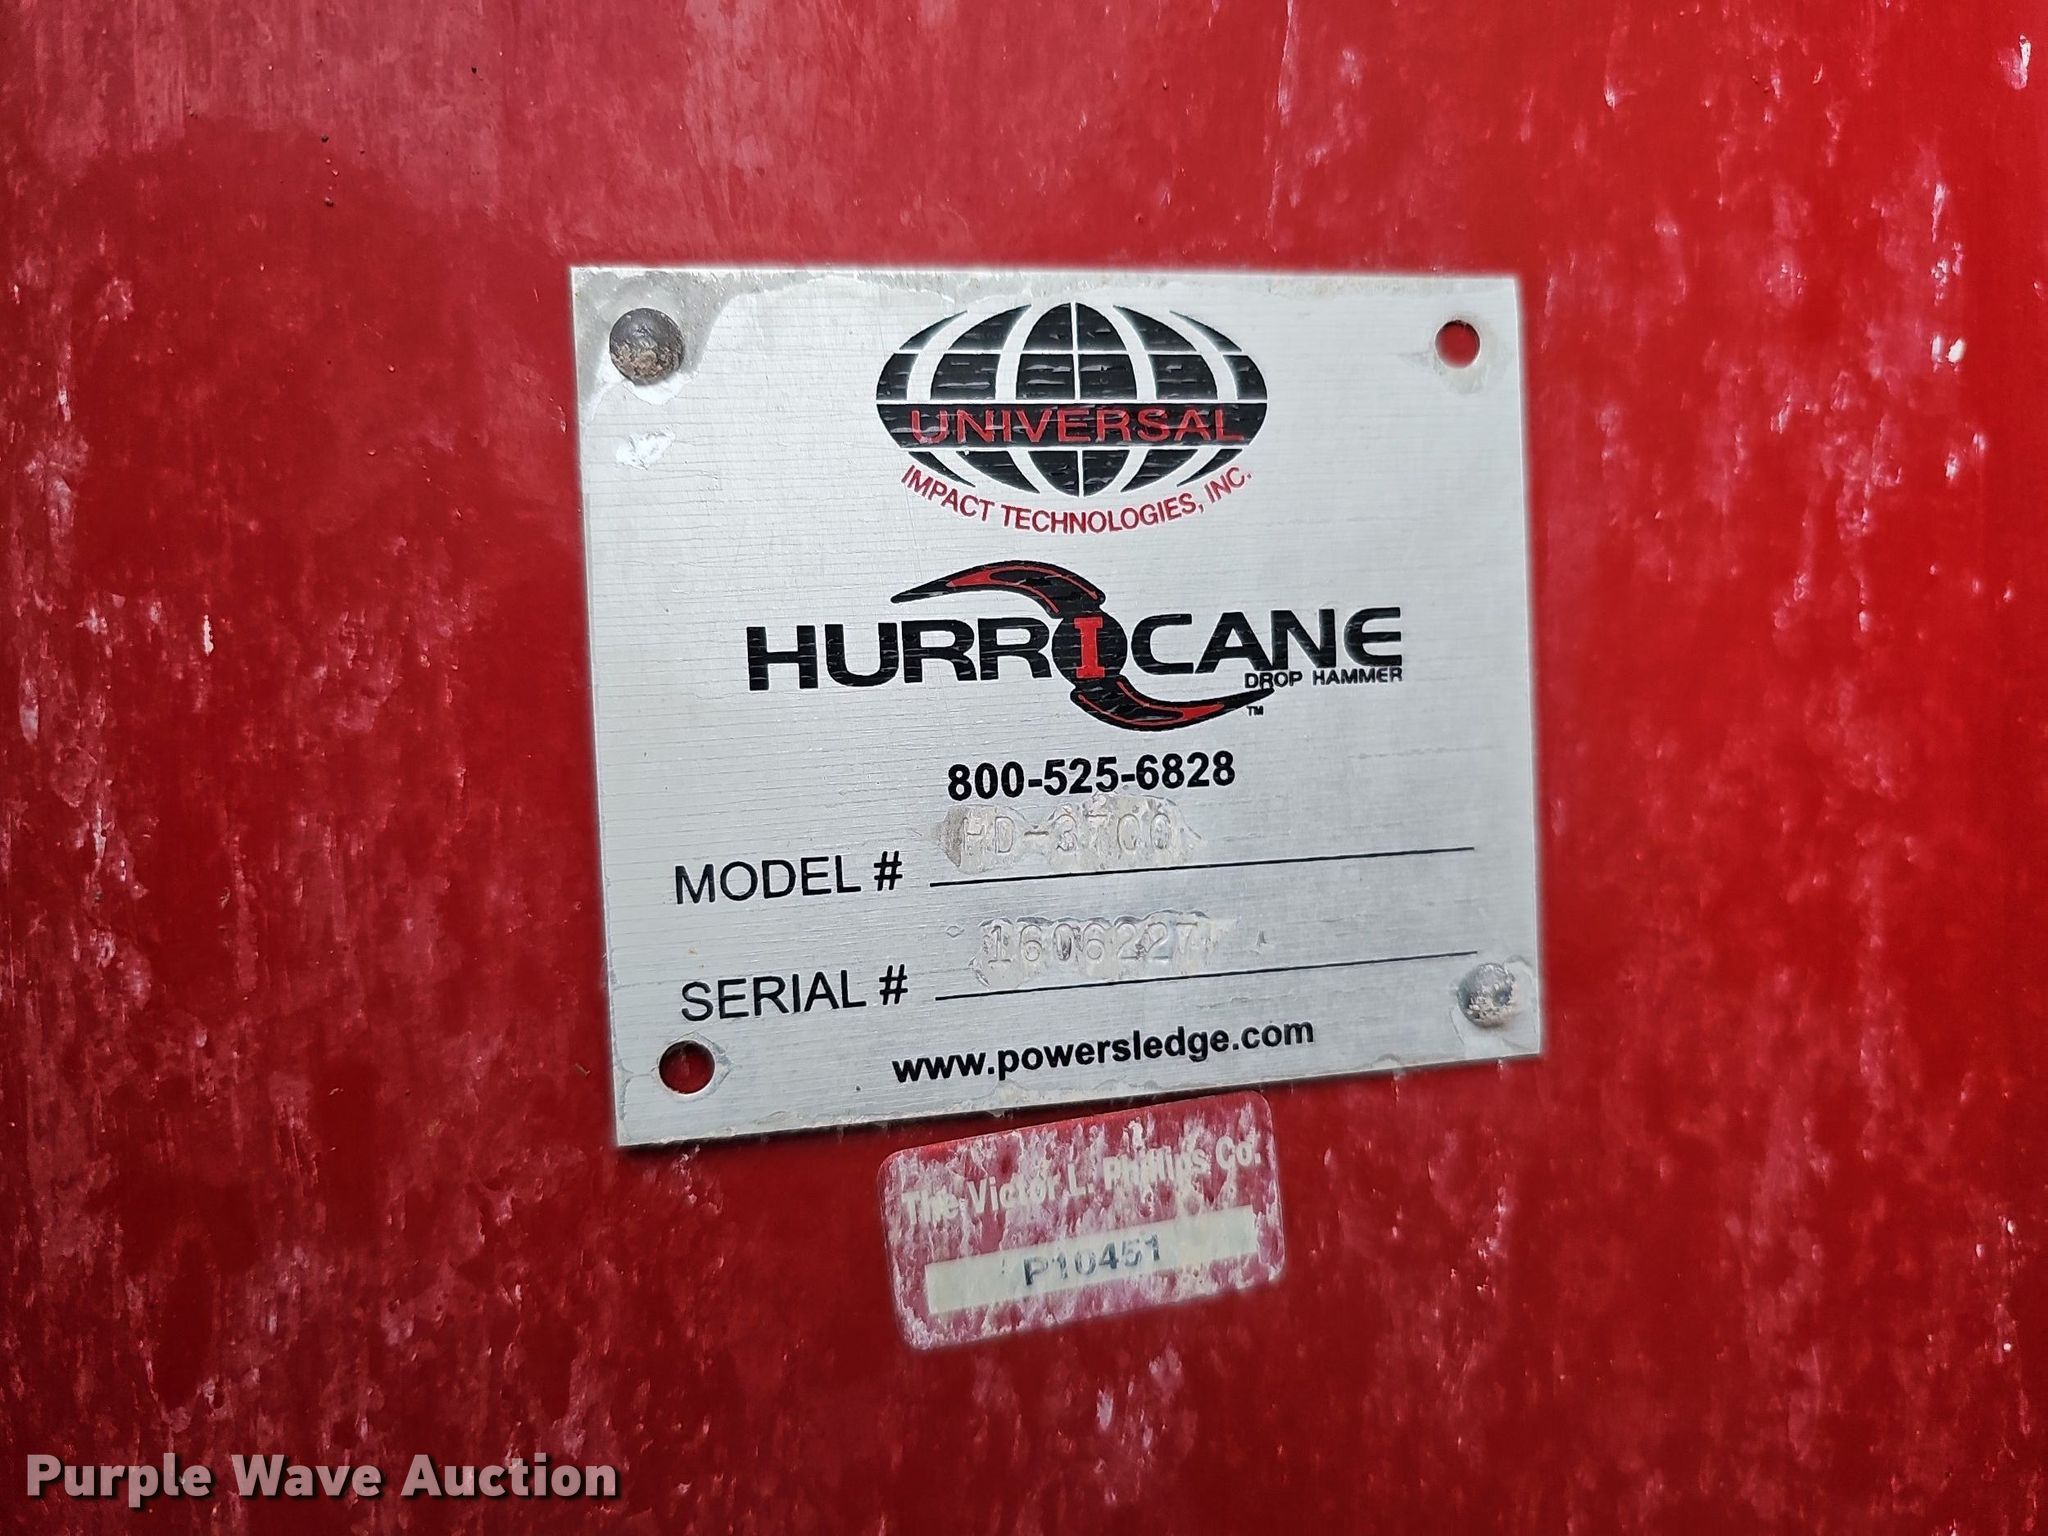 UNIVERSAL
IMPACT TECHNOLOGIES, INC.
HURRICANE
DROP HAMMER
TM
800-525-6828
MODEL # HD-3700
SERIAL # 1606227
www.powersledge.com
The Victor L. Phillips Co.
P10451
Purple Wave Auction